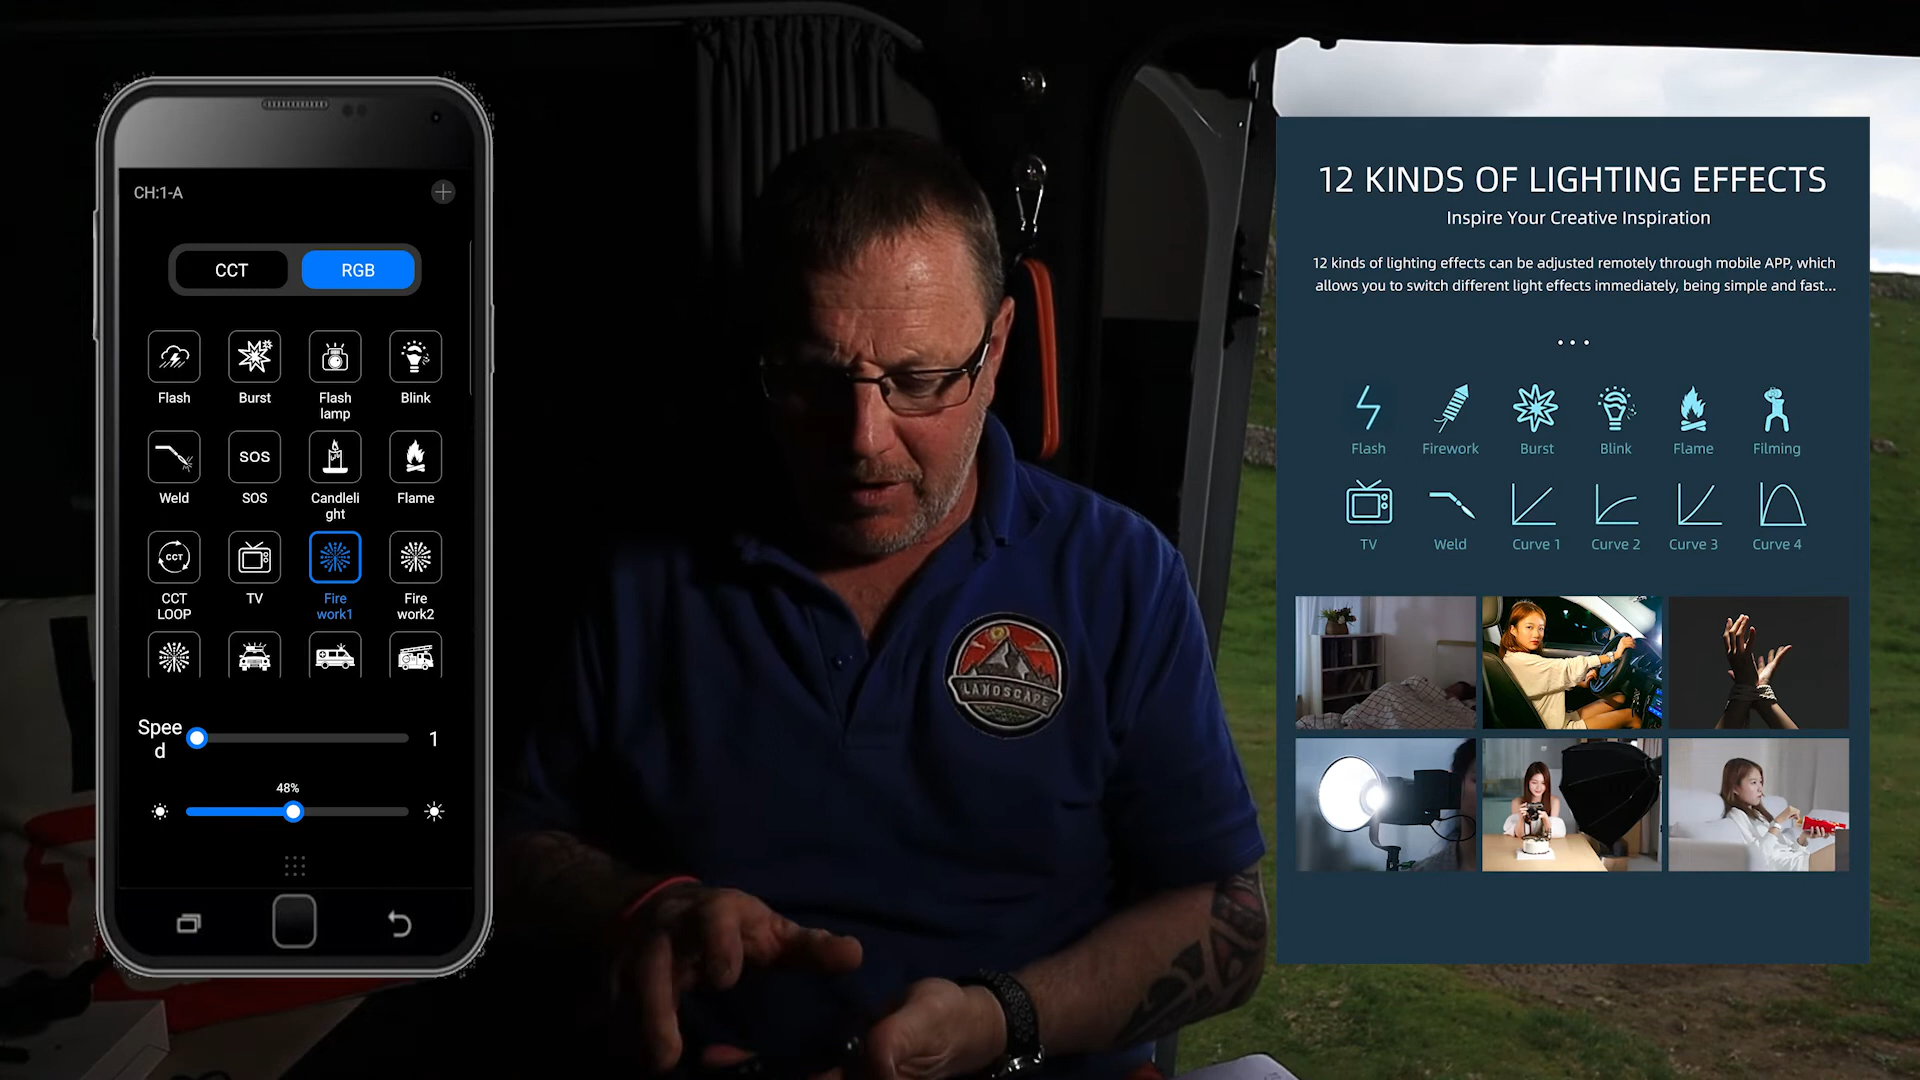 CH:1-A
CCT RGB
Flash Burst Flash lamp Blink
Weld SOS Candleli ght Flame
SOS
CCT
CCT LOOP TV Fire work1 Fire work2
Spee d 1
48%
LANDSCAPE
12 KINDS OF LIGHTING EFFECTS
Inspire Your Creative Inspiration
12 kinds of lighting effects can be adjusted remotely through mobile APP, which
allows you to switch different light effects immediately, being simple and fast...
Flash Firework Burst Blink Flame Filming
TV Weld Curve 1 Curve 2 Curve 3 Curve 4